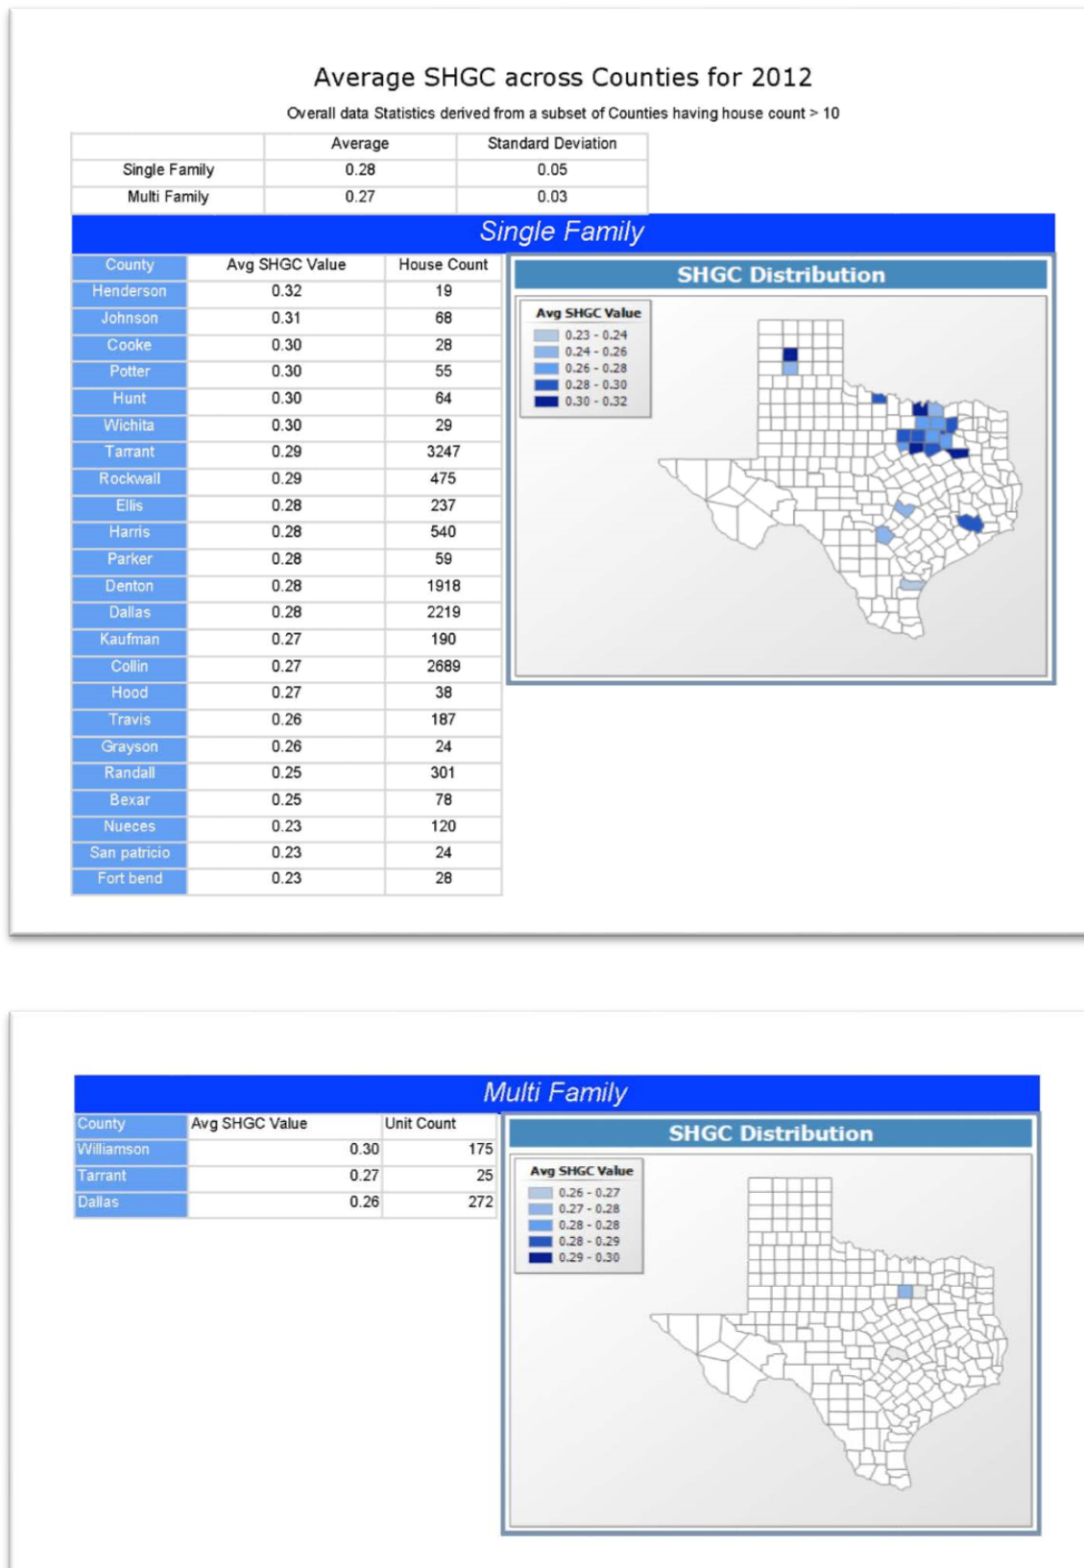 Average SHGC across Counties for 2012
Overall data Statistics derived from a subset of Counties having house count > 10
Average Standard Deviation
Single Family 0.28 0.05
Multi Family 0.27 0.03
Single Family
County Avg SHGC Value House Count
Henderson 0.32 19
Johnson 0.31 68
Cooke 0.30 28
Potter 0.30 55
Hunt 0.30 64
Wichita 0.30 29
Tarrant 0.29 3247
Rockwall 0.29 475
Ellis 0.28 237
Harris 0.28 540
Parker 0.28 59
Denton 0.28 1918
Dallas 0.28 2219
Kaufman 0.27 190
Collin 0.27 2689
Hood 0.27 38
Travis 0.26 187
Grayson 0.26 24
Randall 0.25 301
Bexar 0.25 78
Nueces 0.23 120
San patricio 0.23 24
Fort bend 0.23 28
SHGC Distribution
Avg SHGC Value
0.23 - 0.24
0.24 - 0.26
0.26 - 0.28
0.28 - 0.30
0.30 - 0.32
Multi Family
County Avg SHGC Value Unit Count
Williamson 0.30 175
Tarrant 0.27 25
Dallas 0.26 272
SHGC Distribution
Avg SHGC Value
0.26 - 0.27
0.27 - 0.28
0.28 - 0.28
0.28 - 0.29
0.29 - 0.30